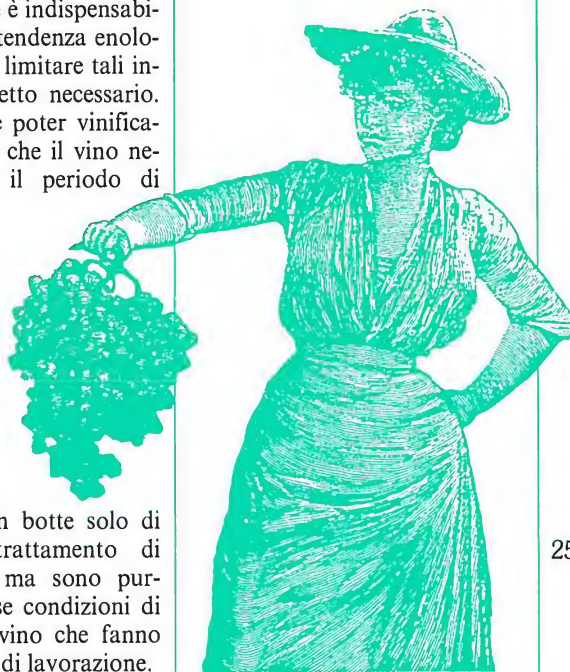 è indispensabi-
tendenza enolo-
limitare tali in-
etto necessario.
poter vinifica-
che il vino ne-
il periodo di
botte solo di
trattamento di
ma sono pur-
se condizioni di
vino che fanno
di lavorazione.
25